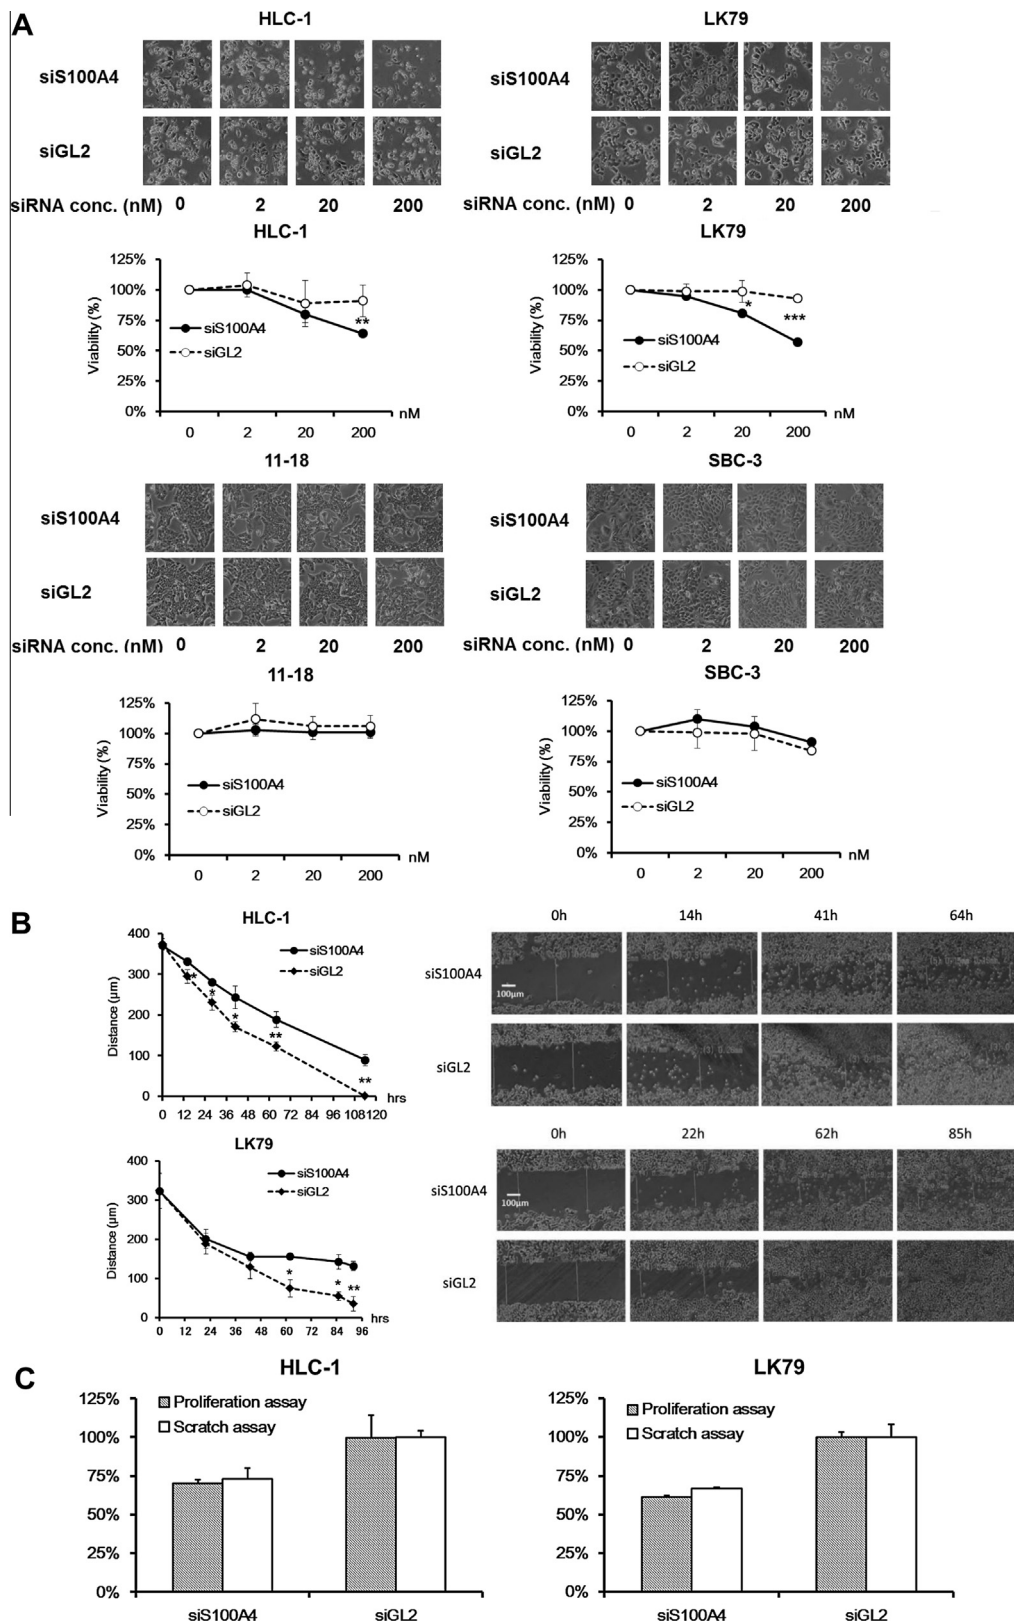 A
HLC-1
LK79
siS100A4
siS100A4
siGL2
siGL2
siRNA conc. (nM) 0 2 20 200
siRNA conc. (nM) 0 2 20 200
HLC-1
125%
100%
75%
50%
25%
0%
Viability (%)
**
siS100A4
siGL2
nM
0 2 20 200
LK79
125%
100%
75%
50%
25%
0%
Viability (%)
*
***
siS100A4
siGL2
nM
0 2 20 200
11-18
SBC-3
siS100A4
siS100A4
siGL2
siGL2
siRNA conc. (nM) 0 2 20 200
siRNA conc. (nM) 0 2 20 200
11-18
125%
100%
75%
50%
25%
0%
Viability (%)
siS100A4
siGL2
nM
0 2 20 200
SBC-3
125%
100%
75%
50%
25%
0%
Viability (%)
siS100A4
siGL2
nM
0 2 20 200
B
HLC-1
400
300
200
100
0
Distance (µm)
siS100A4
siGL2
*
*
*
**
**
hrs
0 12 24 36 48 60 72 84 96 108 120
0h 14h 41h 64h
siS100A4
100µm
siGL2
LK79
400
300
200
100
0
Distance (µm)
siS100A4
siGL2
*
*
**
hrs
0 12 24 36 48 60 72 84 96
0h 22h 62h 85h
siS100A4
100µm
siGL2
C
HLC-1
125%
100%
75%
50%
25%
0%
Proliferation assay
Scratch assay
siS100A4 siGL2
LK79
125%
100%
75%
50%
25%
0%
Proliferation assay
Scratch assay
siS100A4 siGL2